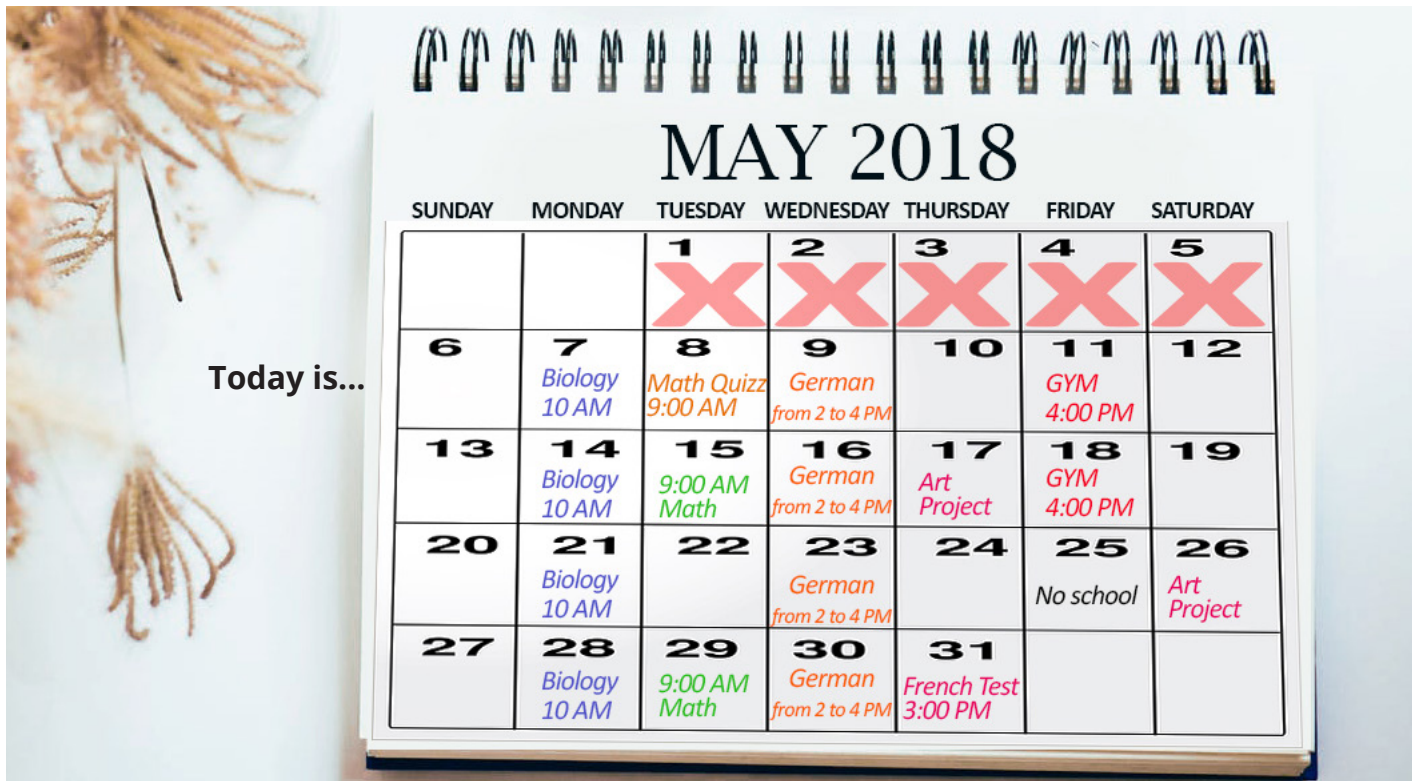 MAY 2018
SUNDAY MONDAY TUESDAY WEDNESDAY THURSDAY FRIDAY SATURDAY
1 2 3 4 5
X X X X X
Today is...
6 7 8 9 10 11 12
Biology Math Quizz German GYM
10 AM 9:00 AM from 2 to 4 PM 4:00 PM
13 14 15 16 17 18 19
Biology 9:00 AM German Art GYM
10 AM Math from 2 to 4 PM Project 4:00 PM
20 21 22 23 24 25 26
Biology German No school Art
10 AM from 2 to 4 PM Project
27 28 29 30 31
Biology 9:00 AM German French Test
10 AM Math from 2 to 4 PM 3:00 PM